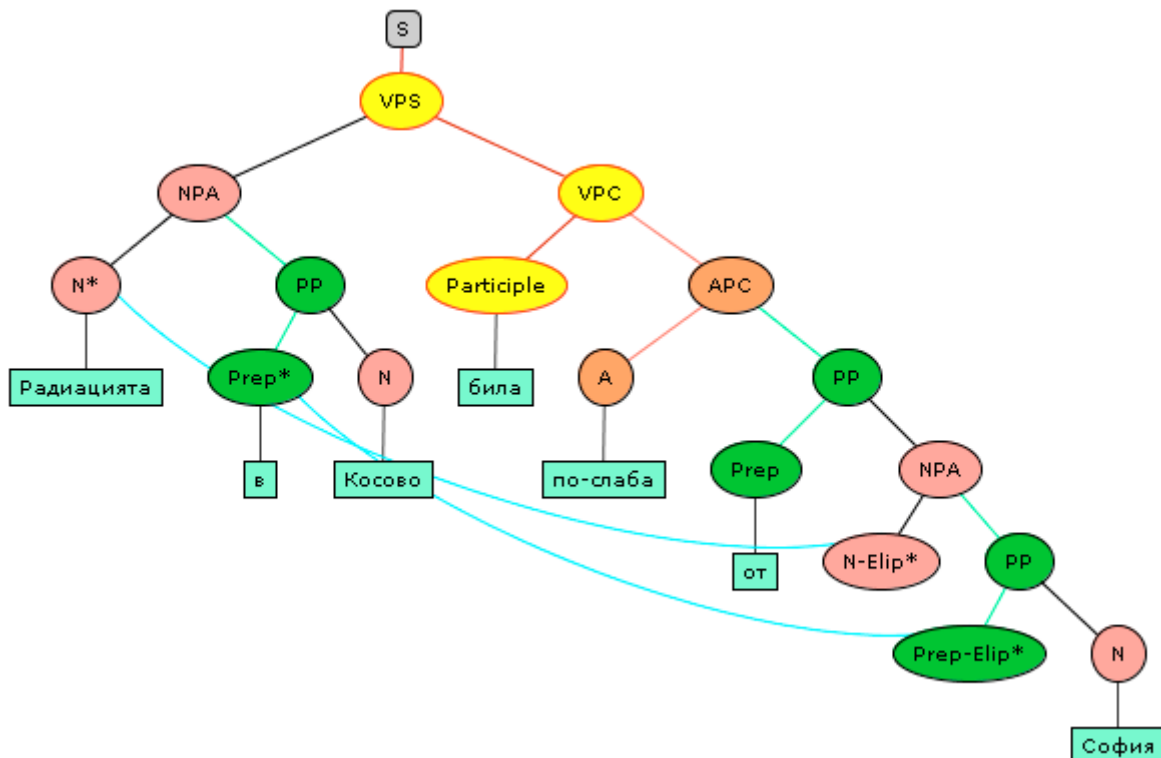 S
VPS
NPA
VPC
N*
PP
Participle
APC
Радиацията
Prep*
N
била
A
PP
в
Косово
по-слаба
Prep
NPA
от
N-Elip*
PP
Prep-Elip*
N
София